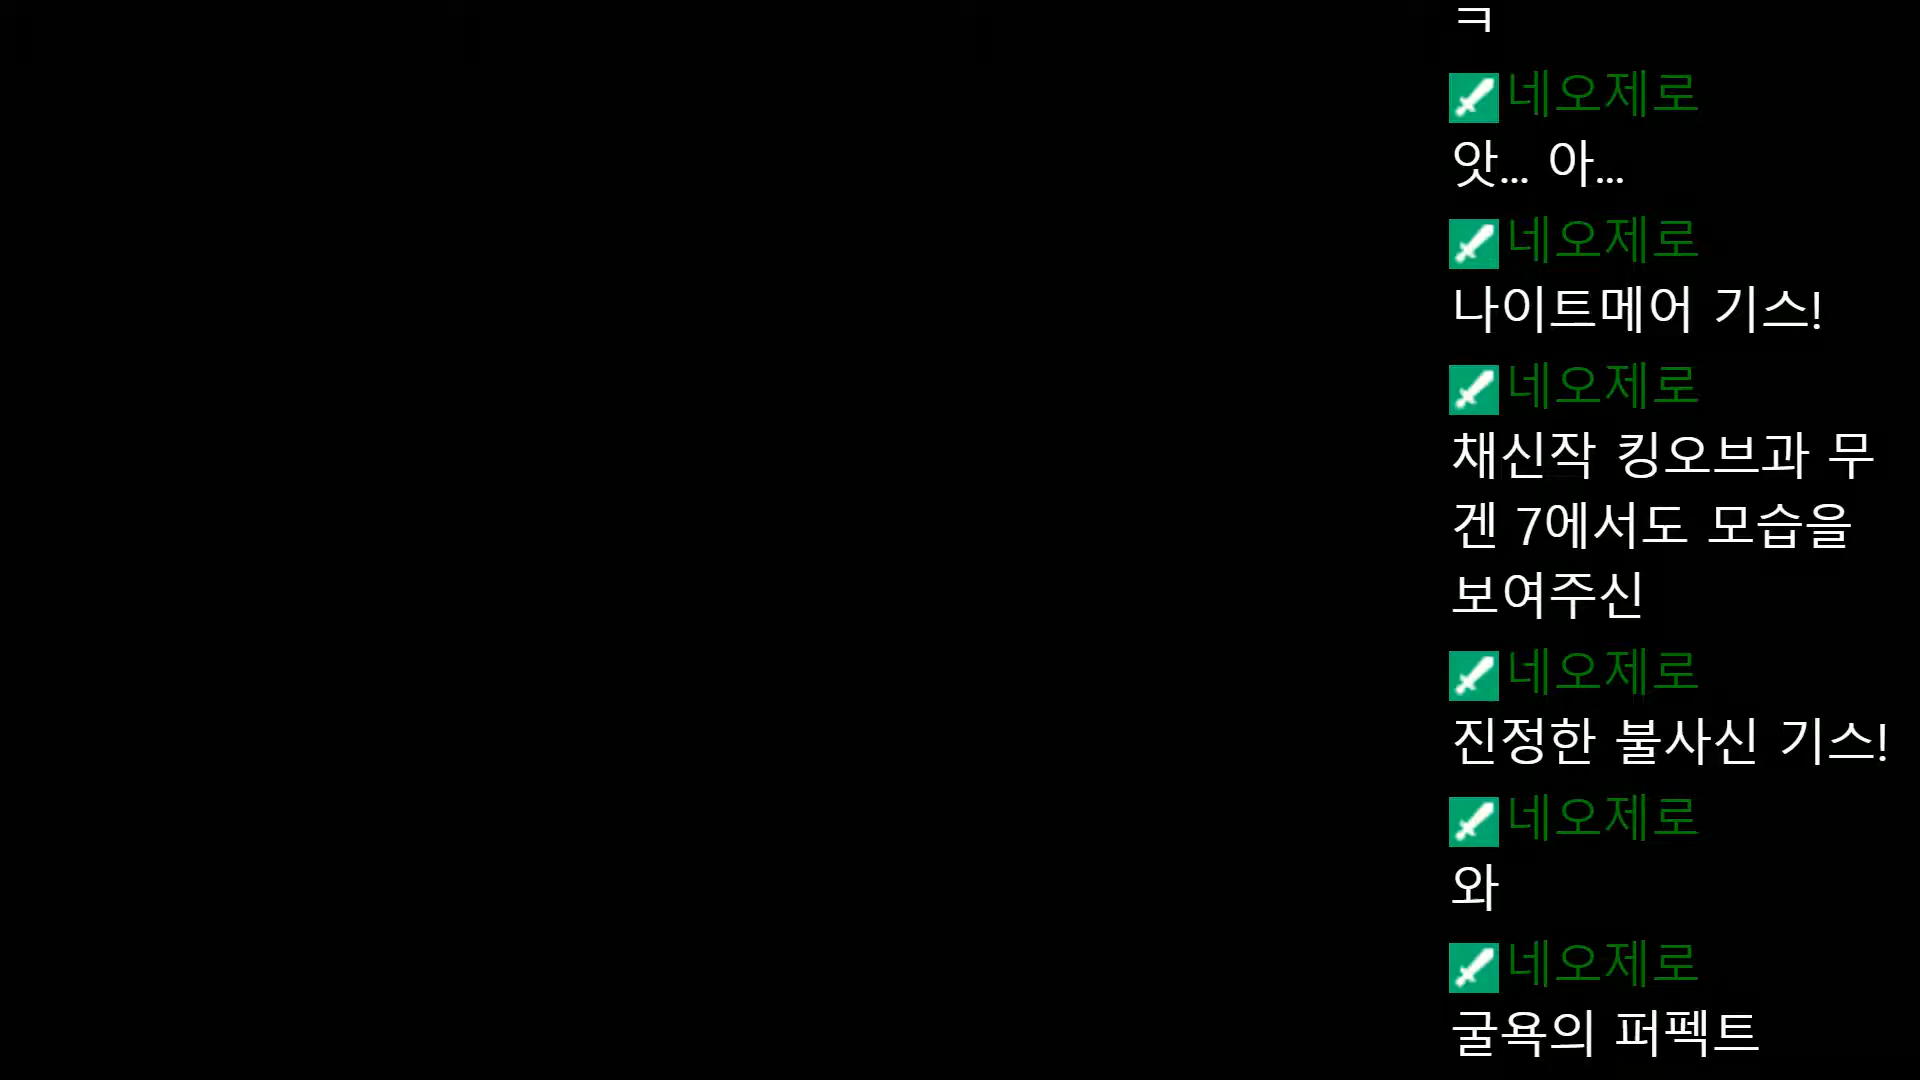 ㅋ
네오제로
앗... 아...
네오제로
나이트메어 기스!
네오제로
채신작 킹오브과 무
겐 7에서도 모습을
보여주신
네오제로
진정한 불사신 기스!
네오제로
와
네오제로
굴욕의 퍼펙트